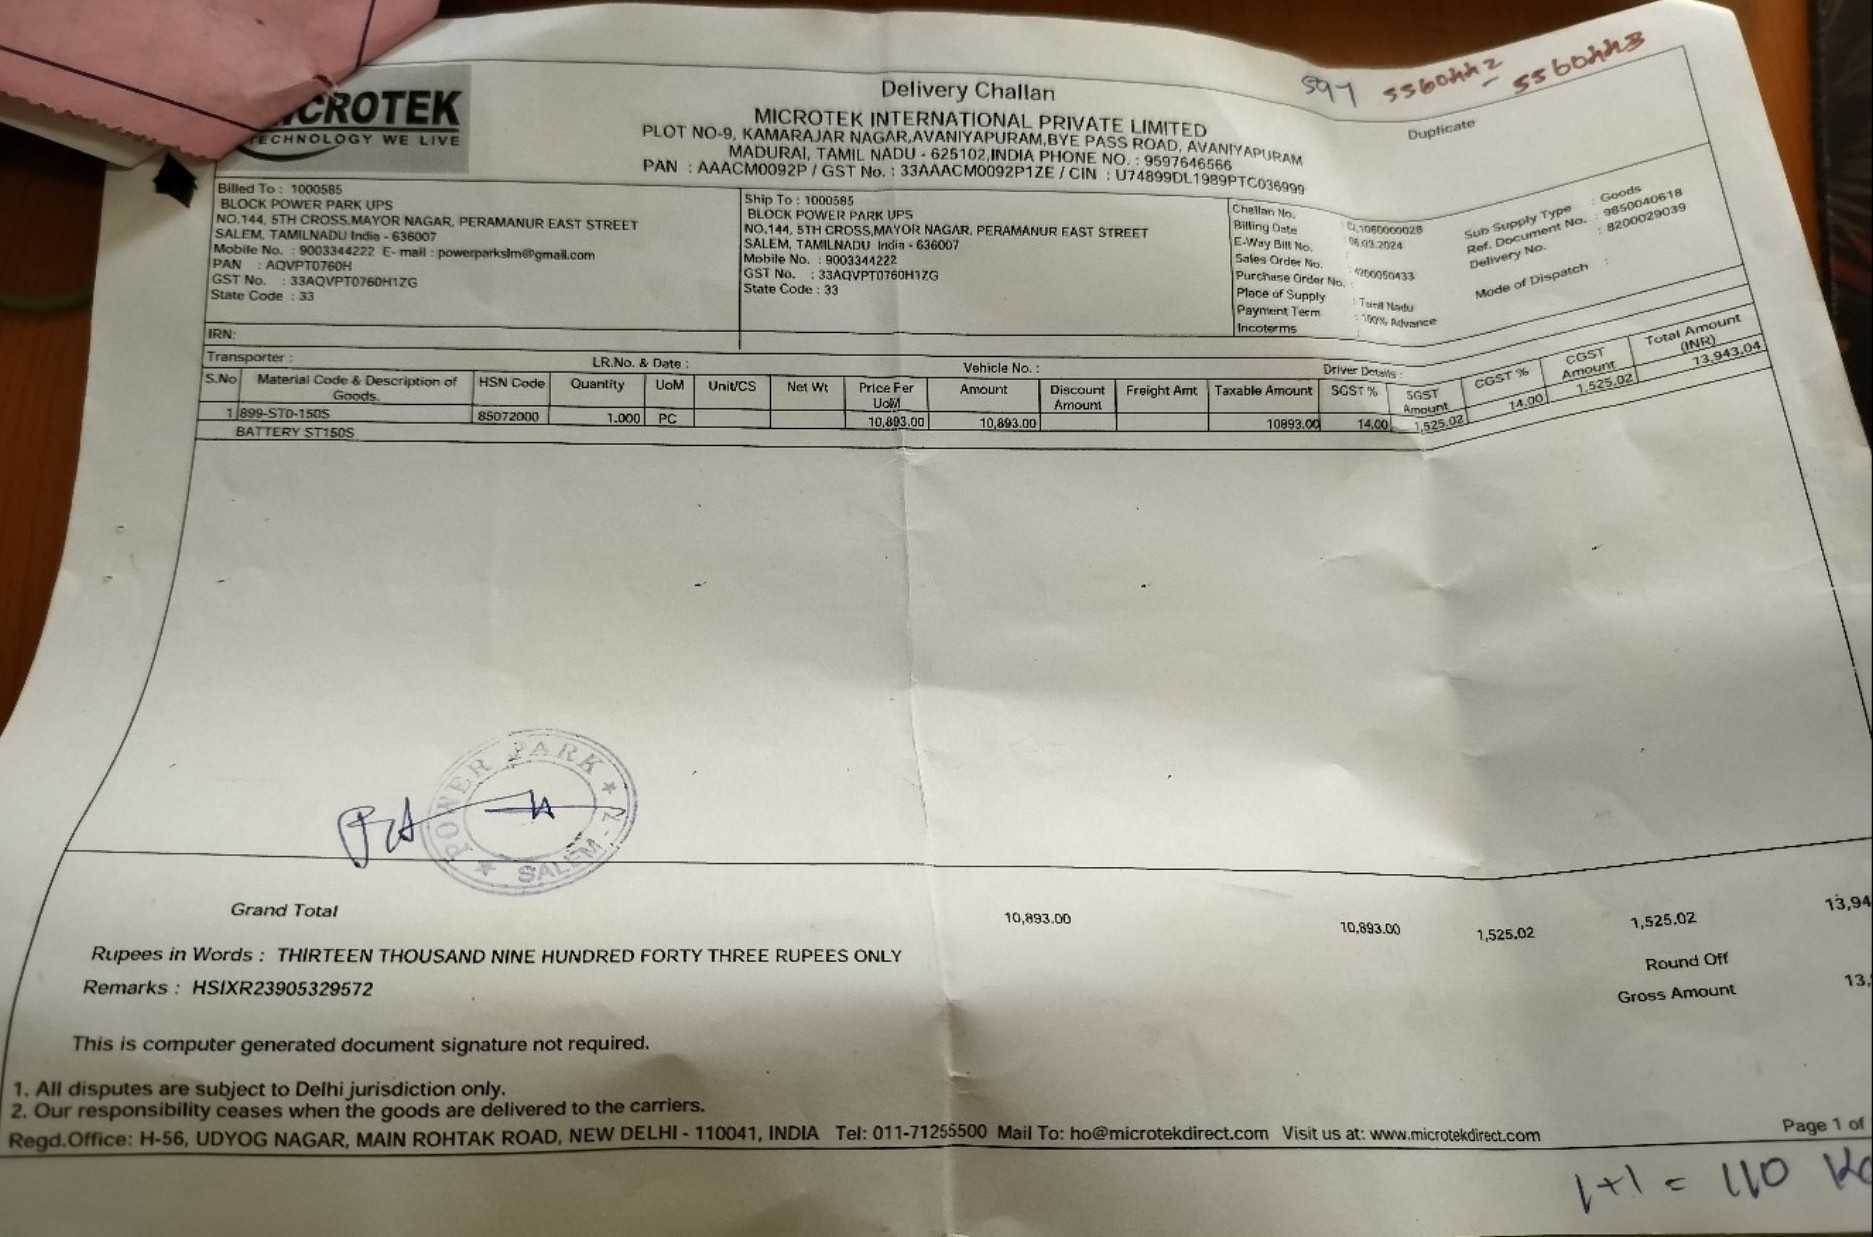 Delivery Challan
597 5560442 - 5560443
Duplicate
CROTEK
TECHNOLOGY WE LIVE
MICROTEK INTERNATIONAL PRIVATE LIMITED
PLOT NO-9, KAMARAJAR NAGAR,AVANIYAPURAM,BYE PASS ROAD, AVANIYAPURAM
MADURAI, TAMIL NADU - 625102,INDIA PHONE NO. : 9597646566
PAN : AAACM0092P / GST No. : 33AAACM0092P1ZE / CIN : U74899DL1989PTC036999
Billed To : 1000585
BLOCK POWER PARK UPS
NO.144, 5TH CROSS,MAYOR NAGAR, PERAMANUR EAST STREET
SALEM, TAMILNADU India - 636007
Mobile No. : 9003344222 E- mail : powerparkslm@gmail.com
PAN : AQVPT0760H
GST No. : 33AQVPT0760H1ZG
State Code : 33
Ship To : 1000585
BLOCK POWER PARK UPS
NO.144, 5TH CROSS,MAYOR NAGAR, PERAMANUR EAST STREET
SALEM, TAMILNADU India - 636007
Mobile No. : 9003344222
GST No. : 33AQVPT0760H1ZG
State Code : 33
Challan No.
Billing Date : 06.03.2024
E-Way Bill No.
Sales Order No. : 4200050433
Purchase Order No. :
Place of Supply : Tamil Nadu
Payment Term : 100% Advance
Incoterms :
Sub Supply Type : Goods
Ref. Document No. : 9850040618
Delivery No. : 8200029039
Mode of Dispatch :
IRN:
Transporter : LR.No. & Date : Vehicle No. : Driver Details :
S.No Material Code & Description of Goods. HSN Code Quantity UoM Unit/CS Net Wt Price Per UoM Amount Discount Amount Freight Amt Taxable Amount SGST % SGST Amount CGST % CGST Amount Total Amount (INR)
1 899-ST0-150S 85072000 1.000 PC 10,893.00 10,893.00 10893.00 14.00 1,525.02 14.00 1,525.02 13,943.04
BATTERY ST150S
POWER PARK
SALEM - 7
Grand Total 10,893.00 10,893.00 1,525.02 1,525.02 13,94
Rupees in Words : THIRTEEN THOUSAND NINE HUNDRED FORTY THREE RUPEES ONLY
Round Off
Remarks : HSIXR23905329572
Gross Amount 13,
This is computer generated document signature not required.
1. All disputes are subject to Delhi jurisdiction only.
2. Our responsibility ceases when the goods are delivered to the carriers.
Regd.Office: H-56, UDYOG NAGAR, MAIN ROHTAK ROAD, NEW DELHI - 110041, INDIA Tel: 011-71255500 Mail To: ho@microtekdirect.com Visit us at: www.microtekdirect.com
Page 1 of
1+1 = 110